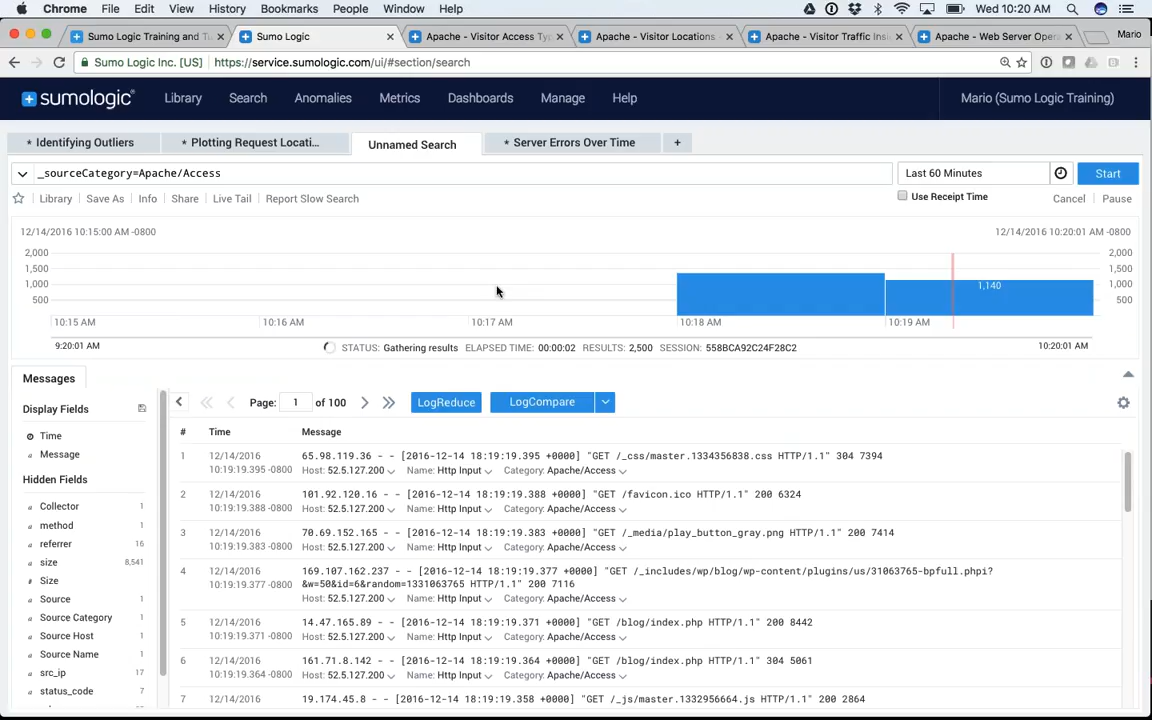 Chrome File Edit View History Bookmarks People Window Help Wed 10:20 AM
Sumo Logic Training and Tu × Sumo Logic × Apache - Visitor Access Typ × Apache - Visitor Locations × Apache - Visitor Traffic Insi × Apache - Web Server Opera × Mario
Sumo Logic Inc. [US] https://service.sumologic.com/ui/#section/search
sumologic Library Search Anomalies Metrics Dashboards Manage Help Mario (Sumo Logic Training)
* Identifying Outliers * Plotting Request Locati... Unnamed Search * Server Errors Over Time +
_sourceCategory=Apache/Access Last 60 Minutes Start
Library Save As Info Share Live Tail Report Slow Search Use Receipt Time Cancel Pause
12/14/2016 10:15:00 AM -0800 12/14/2016 10:20:01 AM -0800
2,000 2,000
1,500 1,500
1,000 1,140 1,000
500 500
10:15 AM 10:16 AM 10:17 AM 10:18 AM 10:19 AM
9:20:01 AM STATUS: Gathering results ELAPSED TIME: 00:00:02 RESULTS: 2,500 SESSION: 558BCA92C24F28C2 10:20:01 AM
Messages
Display Fields Page: 1 of 100 LogReduce LogCompare
# Time Message
Time
a Message
Hidden Fields
a Collector 1
a method 1
a referrer 16
a size 8,541
# Size
a Source 1
a Source Category 1
a Source Host 1
a Source Name 1
a src_ip 17
a status_code 7
1 12/14/2016 65.98.119.36 - - [2016-12-14 18:19:19.395 +0000] "GET /_css/master.1334356838.css HTTP/1.1" 304 7394
10:19:19.395 -0800 Host: 52.5.127.200 Name: Http Input Category: Apache/Access
2 12/14/2016 101.92.120.16 - - [2016-12-14 18:19:19.388 +0000] "GET /favicon.ico HTTP/1.1" 200 6324
10:19:19.388 -0800 Host: 52.5.127.200 Name: Http Input Category: Apache/Access
3 12/14/2016 70.69.152.165 - - [2016-12-14 18:19:19.383 +0000] "GET /_media/play_button_gray.png HTTP/1.1" 200 7414
10:19:19.383 -0800 Host: 52.5.127.200 Name: Http Input Category: Apache/Access
4 12/14/2016 169.107.162.237 - - [2016-12-14 18:19:19.377 +0000] "GET /_includes/wp/blog/wp-content/plugins/us/31063765-bpfull.phpi?
10:19:19.377 -0800 &w=50&id=6&random=1331063765 HTTP/1.1" 200 7116
Host: 52.5.127.200 Name: Http Input Category: Apache/Access
5 12/14/2016 14.47.165.89 - - [2016-12-14 18:19:19.371 +0000] "GET /blog/index.php HTTP/1.1" 200 8442
10:19:19.371 -0800 Host: 52.5.127.200 Name: Http Input Category: Apache/Access
6 12/14/2016 161.71.8.142 - - [2016-12-14 18:19:19.364 +0000] "GET /blog/index.php HTTP/1.1" 304 5061
10:19:19.364 -0800 Host: 52.5.127.200 Name: Http Input Category: Apache/Access
7 12/14/2016 19.174.45.8 - - [2016-12-14 18:19:19.358 +0000] "GET /_js/master.1332956664.js HTTP/1.1" 200 2864